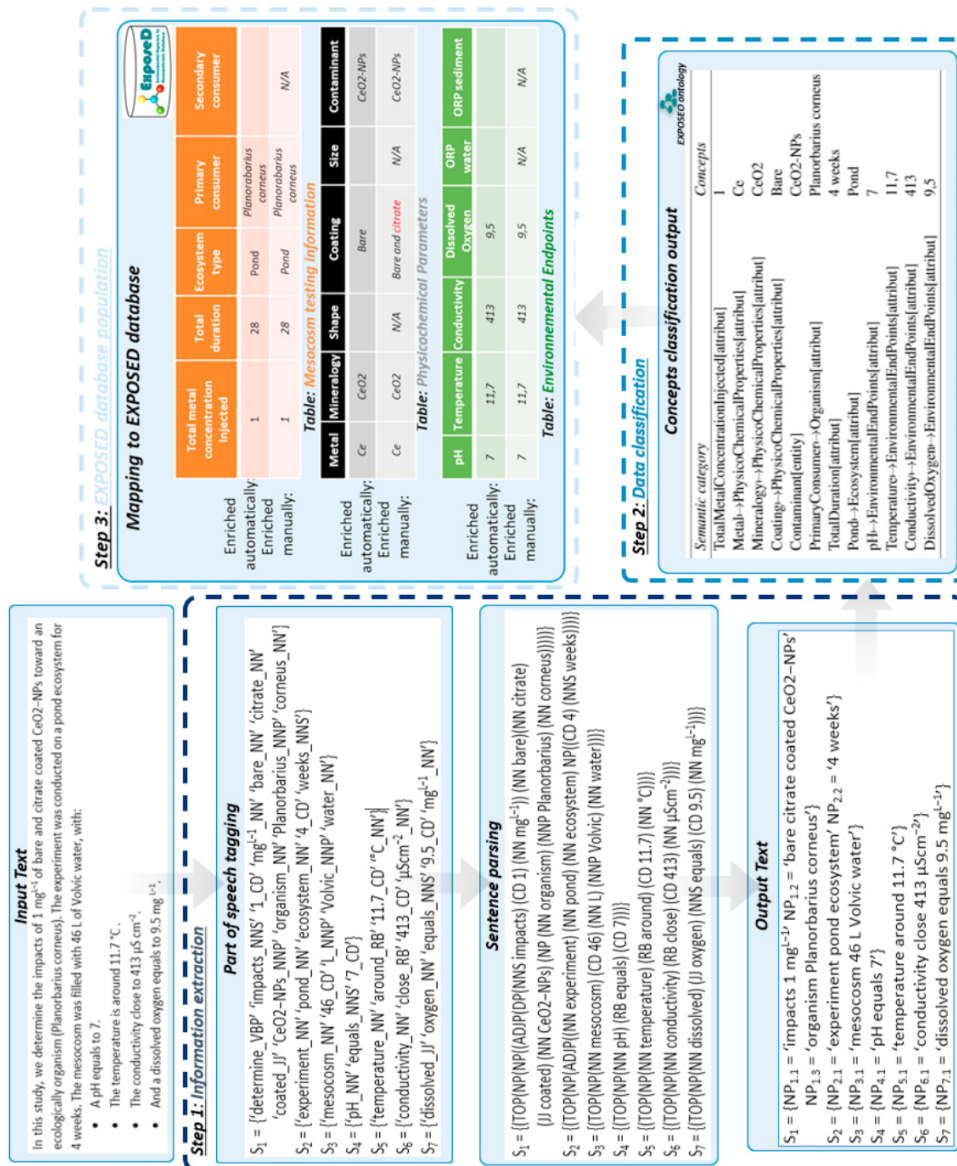 Input Text
In this study, we determine the impacts of 1 mgˡ⁻¹ of bare and citrate coated CeO2–NPs toward an
ecologically organism (Planorbarius corneus). The experiment was conducted on a pond ecosystem for
4 weeks. The mesocosm was filled with 46 L of Volvic water, with:
• A pH equals to 7.
• The temperature is around 11.7 °C.
• The conductivity close to 413 µS cm⁻².
• And a dissolved oxygen equals to 9.5 mg ˡ⁻¹.
Step 1: Information extraction
Part of speech tagging
S₁ = {‘determine_VBP’ ‘impacts_NNS’ ‘1_CD’ ‘mgᴸ⁻¹_NN’ ‘bare_NN’ ‘citrate_NN’
‘coated_JJ’ ‘CeO2–NPs_NNP’ ‘organism_NN’ ‘Planorbarius_NNP’ ‘corneus_NN’}
S₂ = {‘experiment_NN’ ‘pond_NN’ ‘ecosystem_NN’ ‘4_CD’ ‘weeks_NNS’}
S₃ = {‘mesocosm_NN’ ‘46_CD’ ‘L_NNP’ ‘Volvic_NNP’ ‘water_NN’}
S₄ = {‘pH_NN’ ‘equals_NNS’ ‘7_CD’}
S₅ = {‘temperature_NN’ ‘around_RB’ ‘11.7_CD’ ‘°C_NN’}
S₆ = {‘conductivity_NN’ ‘close_RB’ ‘413_CD’ ‘µScm⁻²_NN’}
S₇ = {‘dissolved_JJ’ ‘oxygen_NN’ ‘equals_NNS’ ‘9.5_CD’ ‘mgᴸ⁻¹_NN’}
Sentence parsing
S₁ = {(TOP(NP(NP((ADJP(DP(NNS impacts) (CD 1) (NN mgᴸ⁻¹)) (NN bare)(NN citrate)
(JJ coated) (NN CeO2–NPs) (NP (NN organism) (NNP Planorbarius) (NN corneus))))))}
S₂ = {(TOP(NP(ADJP((NN experiment) (NN pond) (NN ecosystem) NP((CD 4) (NNS weeks)))))}
S₃ = {(TOP(NP(NN mesocosm) (CD 46) (NN L) (NNP Volvic) (NN water)))}
S₄ = {(TOP(NP(NN pH) (RB equals) (CD 7)))}
S₅ = {(TOP(NP(NN temperature) (RB around) (CD 11.7) (NN °C)))}
S₆ = {(TOP(NP(NN conductivity) (RB close) (CD 413) (NN µScm⁻²)))}
S₇ = {(TOP(NP(NN dissolved) (JJ oxygen) (NNS equals) (CD 9.5) (NN mgᴸ⁻¹)))}
Output Text
S₁ = {NP₁.₁ = ‘impacts 1 mgᴸ⁻¹’ NP₁.₂ = ‘bare citrate coated CeO2–NPs’
NP₁.₃ = ‘organism Planorbarius corneus’}
S₂ = {NP₂.₁ = ‘experiment pond ecosystem’ NP₂.₂ = ‘4 weeks’}
S₃ = {NP₃.₁ = ‘mesocosm 46 L Volvic water’}
S₄ = {NP₄.₁ = ‘pH equals 7’}
S₅ = {NP₅.₁ = ‘temperature around 11.7 °C’}
S₆ = {NP₆.₁ = ‘conductivity close 413 µScm⁻²’}
S₇ = {NP₇.₁ = ‘dissolved oxygen equals 9.5 mgᴸ⁻¹’}
Step 2: Data classification
Concepts classification output
EXPOSEO ontology
Semantic category Concepts
TotalMetalConcentrationInjected[attribut] 1
Metal→PhysicoChemicalProperties[attribut] Ce
Mineralogy→PhysicoChemicalProperties[attribut] CeO2
Coating→PhysicoChemicalProperties[attribut] Bare
Contaminant[entity] CeO2-NPs
PrimaryConsumer→Organism[attribut] Planorbarius corneus
TotalDuration[attribut] 4 weeks
Pond→Ecosystem[attribut] Pond
pH→EnvironmentalEndPoints[attribut] 7
Temperature→EnvironmentalEndPoints[attribut] 11,7
Conductivity→EnvironmentalEndPoints[attribut] 413
DissolvedOxygen→EnvironmentalEndPoints[attribut] 9,5
Step 3: EXPOSED database population
Mapping to EXPOSED database
ExposeD
Total metal concentration injected Total duration Ecosystem type Primary consumer Secondary consumer
Enriched automatically: 1 28 Pond Planorabarius corneus
Enriched manually: 1 28 Pond Planorabarius corneus N/A
Table: Mesocosm testing information
Metal Mineralogy Shape Coating Size Contaminant
Enriched automatically: Ce CeO2 Bare CeO2-NPs
Enriched manually: Ce CeO2 N/A Bare and citrate N/A CeO2-NPs
Table: Physicochemical Parameters
pH Temperature Conductivity Dissolved Oxygen ORP water ORP sediment
Enriched automatically: 7 11,7 413 9,5
Enriched manually: 7 11,7 413 9,5 N/A N/A
Table: Environnemental Endpoints